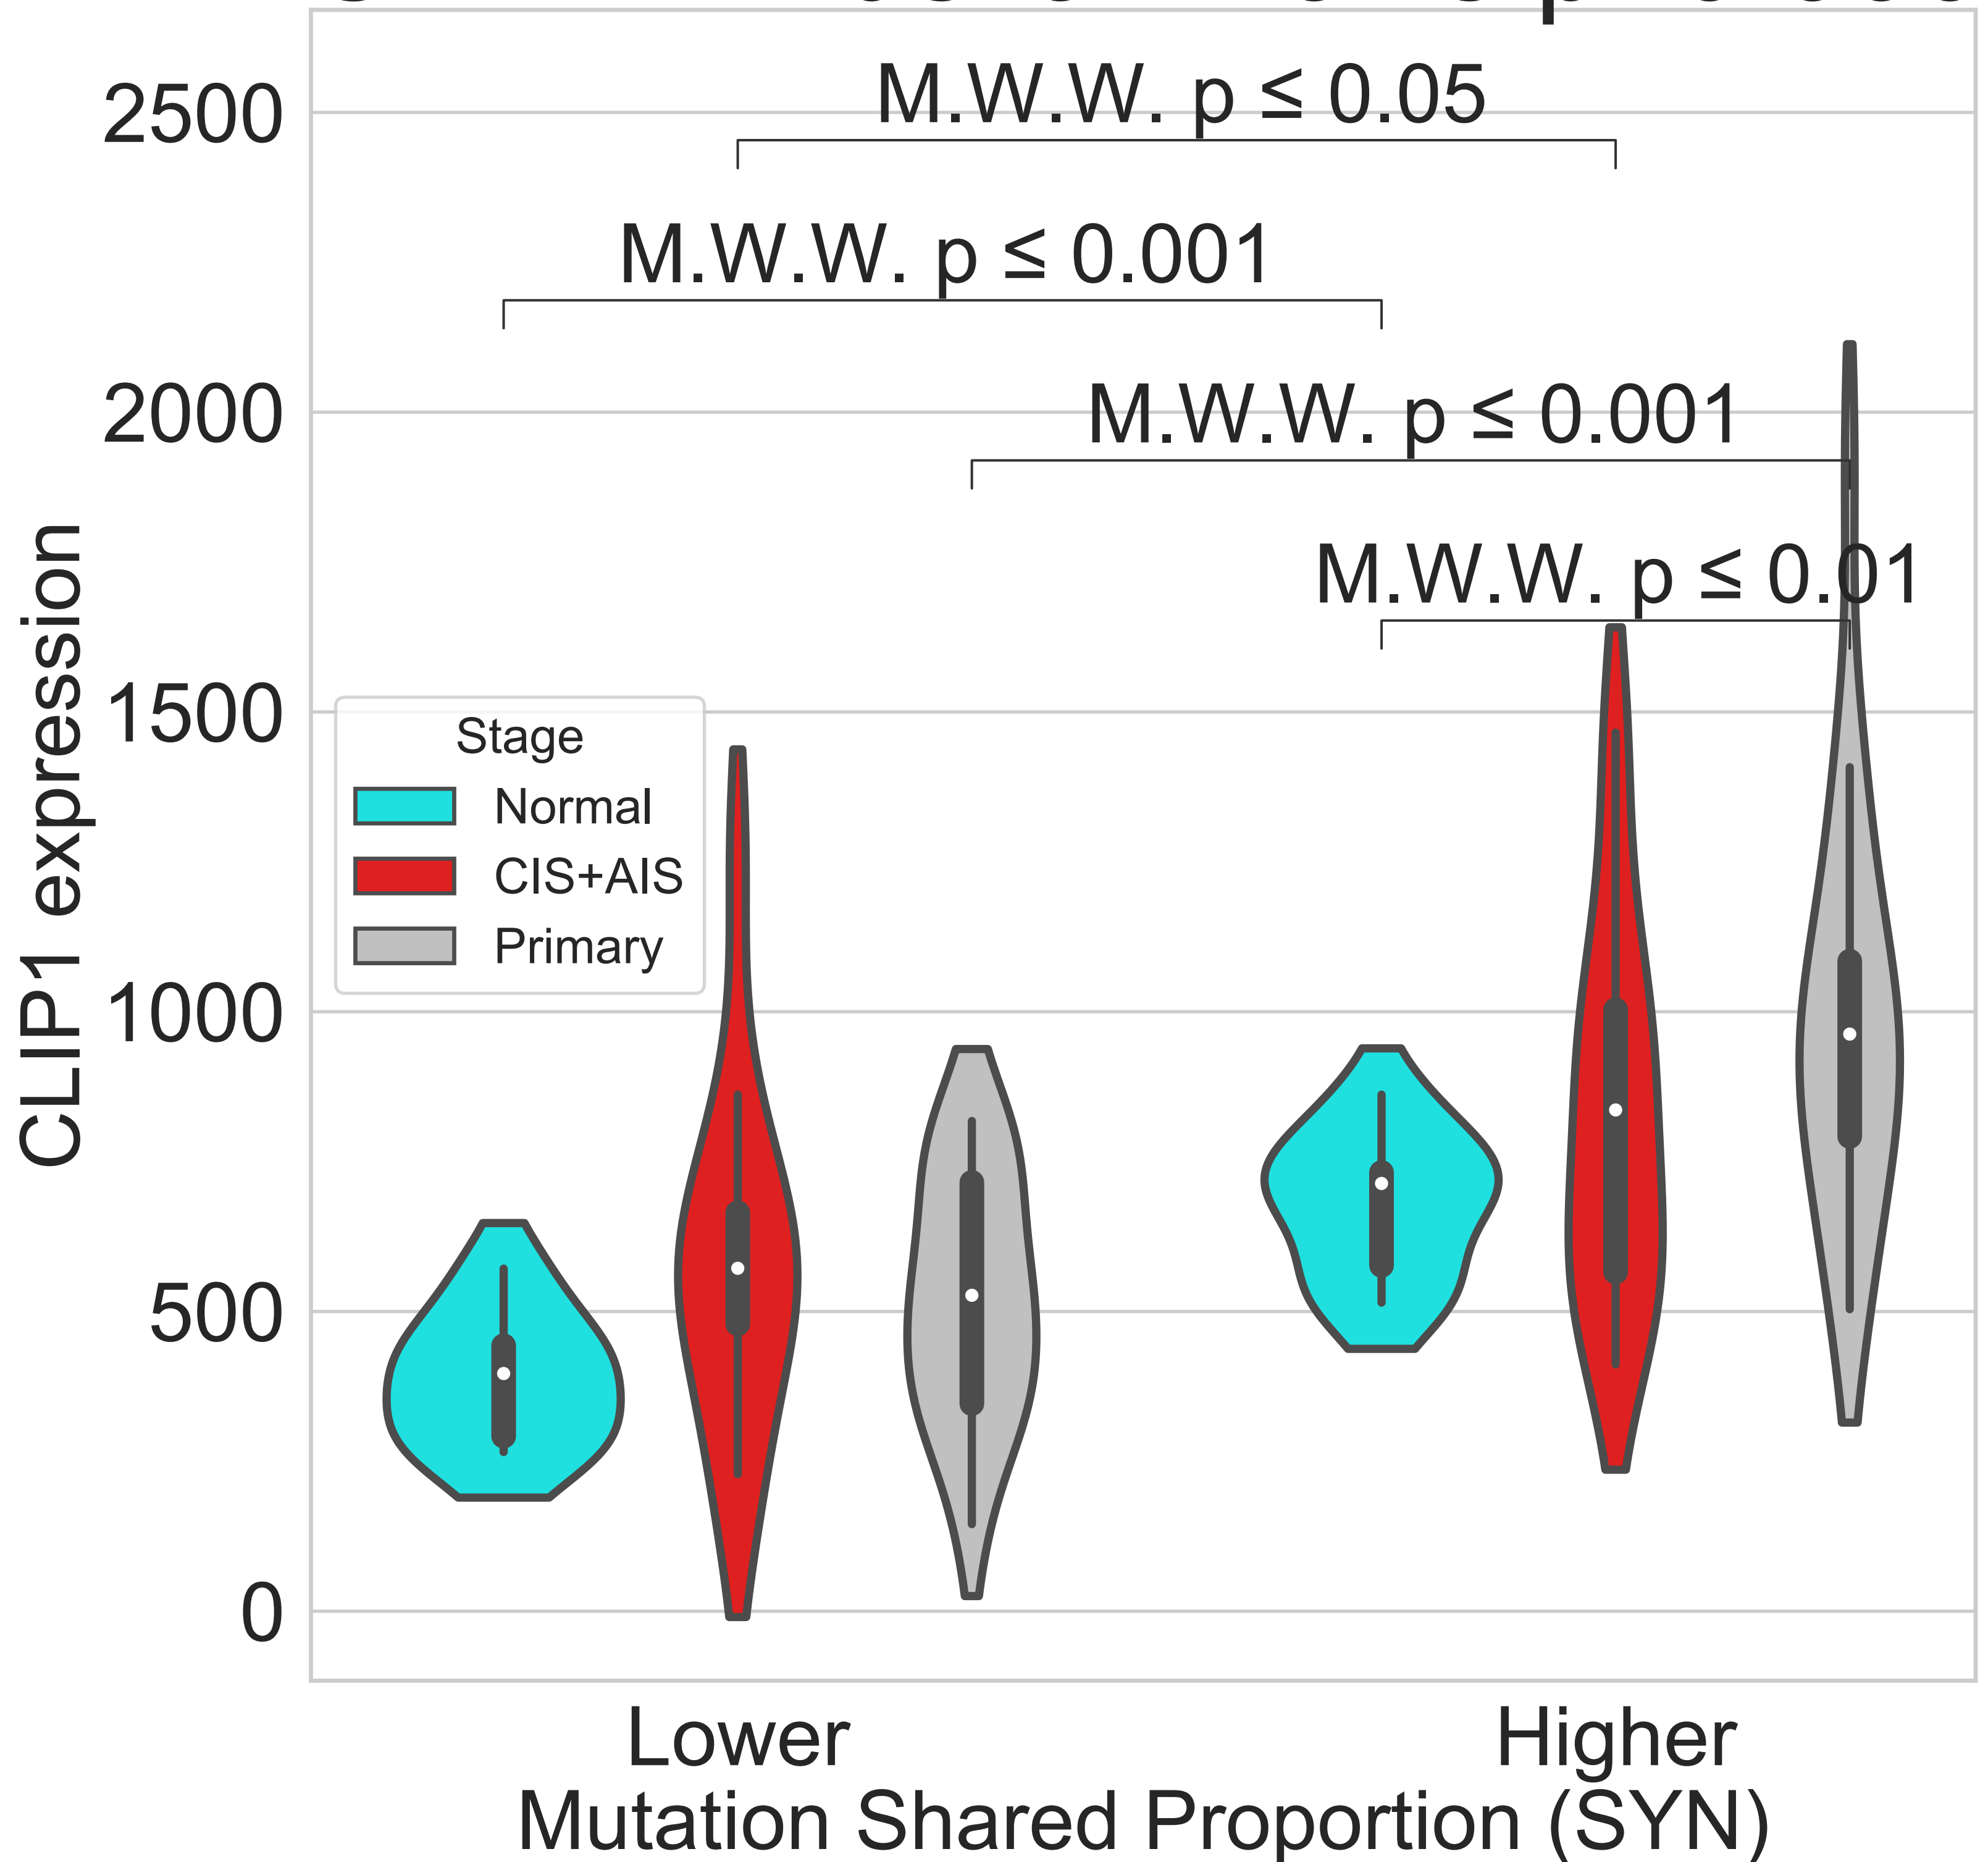 2500
2000
1500
1000
500
0
CLIP1 expression
M.W.W. p ≤ 0.05
M.W.W. p ≤ 0.001
M.W.W. p ≤ 0.001
M.W.W. p ≤ 0.01
Stage
Normal
CIS+AIS
Primary
Lower
Higher
Mutation Shared Proportion (SYN)